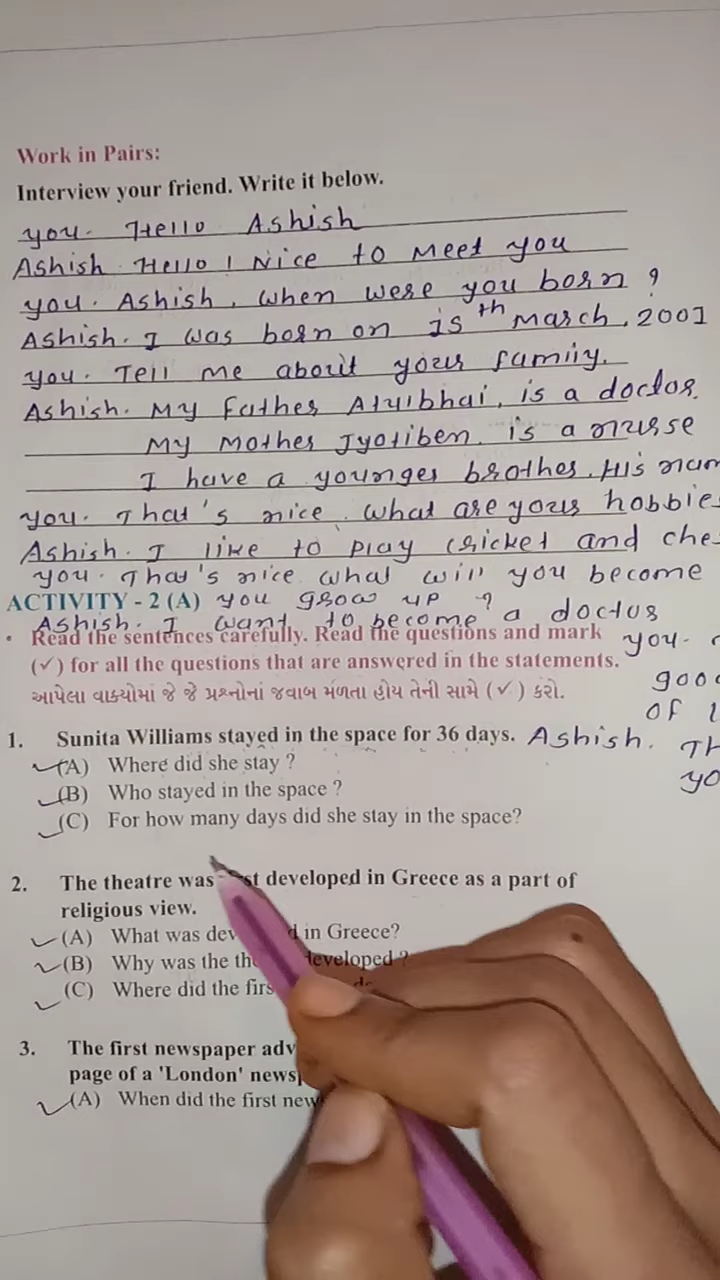 Work in Pairs:
Interview your friend. Write it below.
you. Hello Ashish
Ashish. Hello! Nice to meet you
you. Ashish, when were you born?
Ashish. I was born on 15th March, 2001
you. Tell me about your family.
Ashish. My father Atulbhai, is a doctor.
My Mother Jyotiben. is a nurse
I have a younger brother. His nam
you. That's nice. what are your hobbies
Ashish. I like to play cricket and che
you. That's nice what will you become
ACTIVITY - 2 (A) you grow up ?
Ashish. I want to become a doctor
• Read the sentences carefully. Read the questions and mark
you.
(✓) for all the questions that are answered in the statements.
goo
આપેલા વાક્યોમાં જે જે પ્રશ્નોનાં જવાબ મળતા હોય તેની સામે (✓) કરો.
of
1. Sunita Williams stayed in the space for 36 days. Ashish. Th
(A) Where did she stay ?
yo
(B) Who stayed in the space ?
(C) For how many days did she stay in the space?
2. The theatre was developed in Greece as a part of
religious view.
(A) What was dev in Greece?
(B) Why was the th developed ?
(C) Where did the firs
3. The first newspaper adv
page of a 'London' newsp
(A) When did the first new